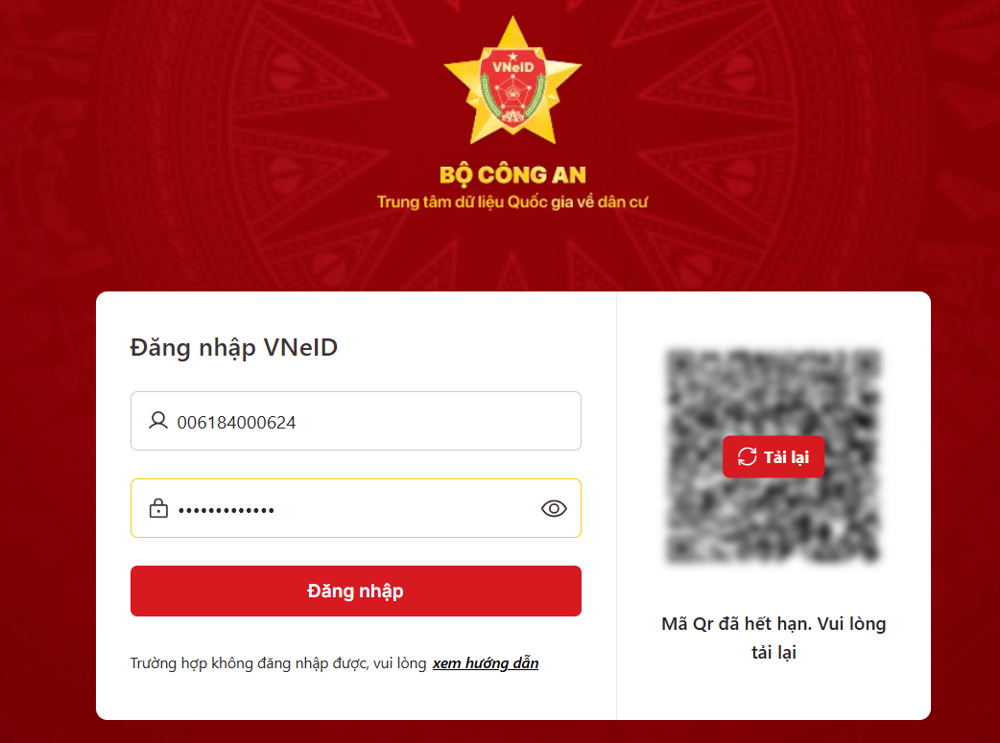 VNeID
BỘ CÔNG AN
Trung tâm dữ liệu Quốc gia về dân cư
Đăng nhập VNeID
006184000624
•••••••••••••
Đăng nhập
Trường hợp không đăng nhập được, vui lòng xem hướng dẫn
Tải lại
Mã Qr đã hết hạn. Vui lòng
tải lại